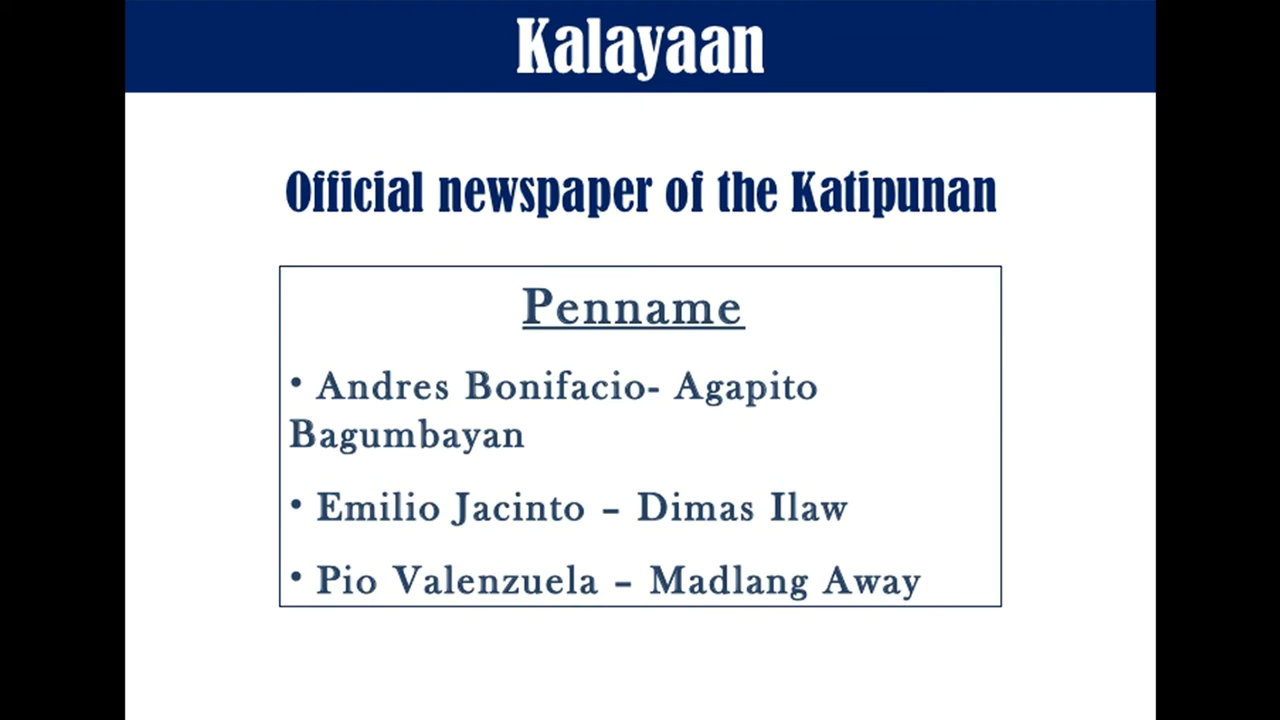 Kalayaan
Official newspaper of the Katipunan
Penname
• Andres Bonifacio- Agapito
Bagumbayan
• Emilio Jacinto – Dimas Ilaw
• Pio Valenzuela – Madlang Away